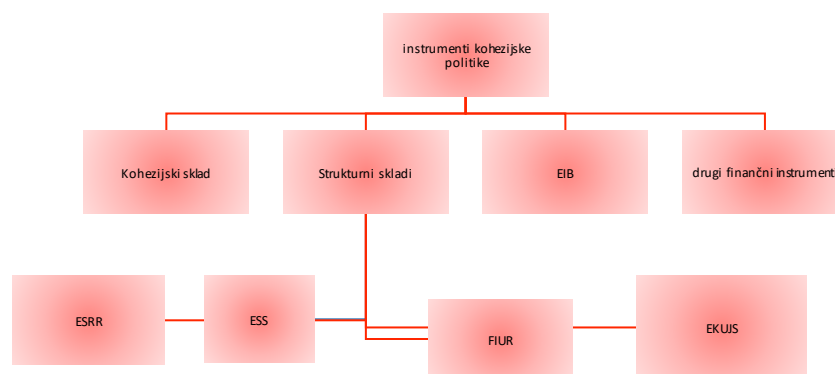 instrumenti kohezijske
politike
Kohezijski sklad
Strukturni skladi
EIB
drugi finančni instrument
ESRR
ESS
FIUR
EKUJS